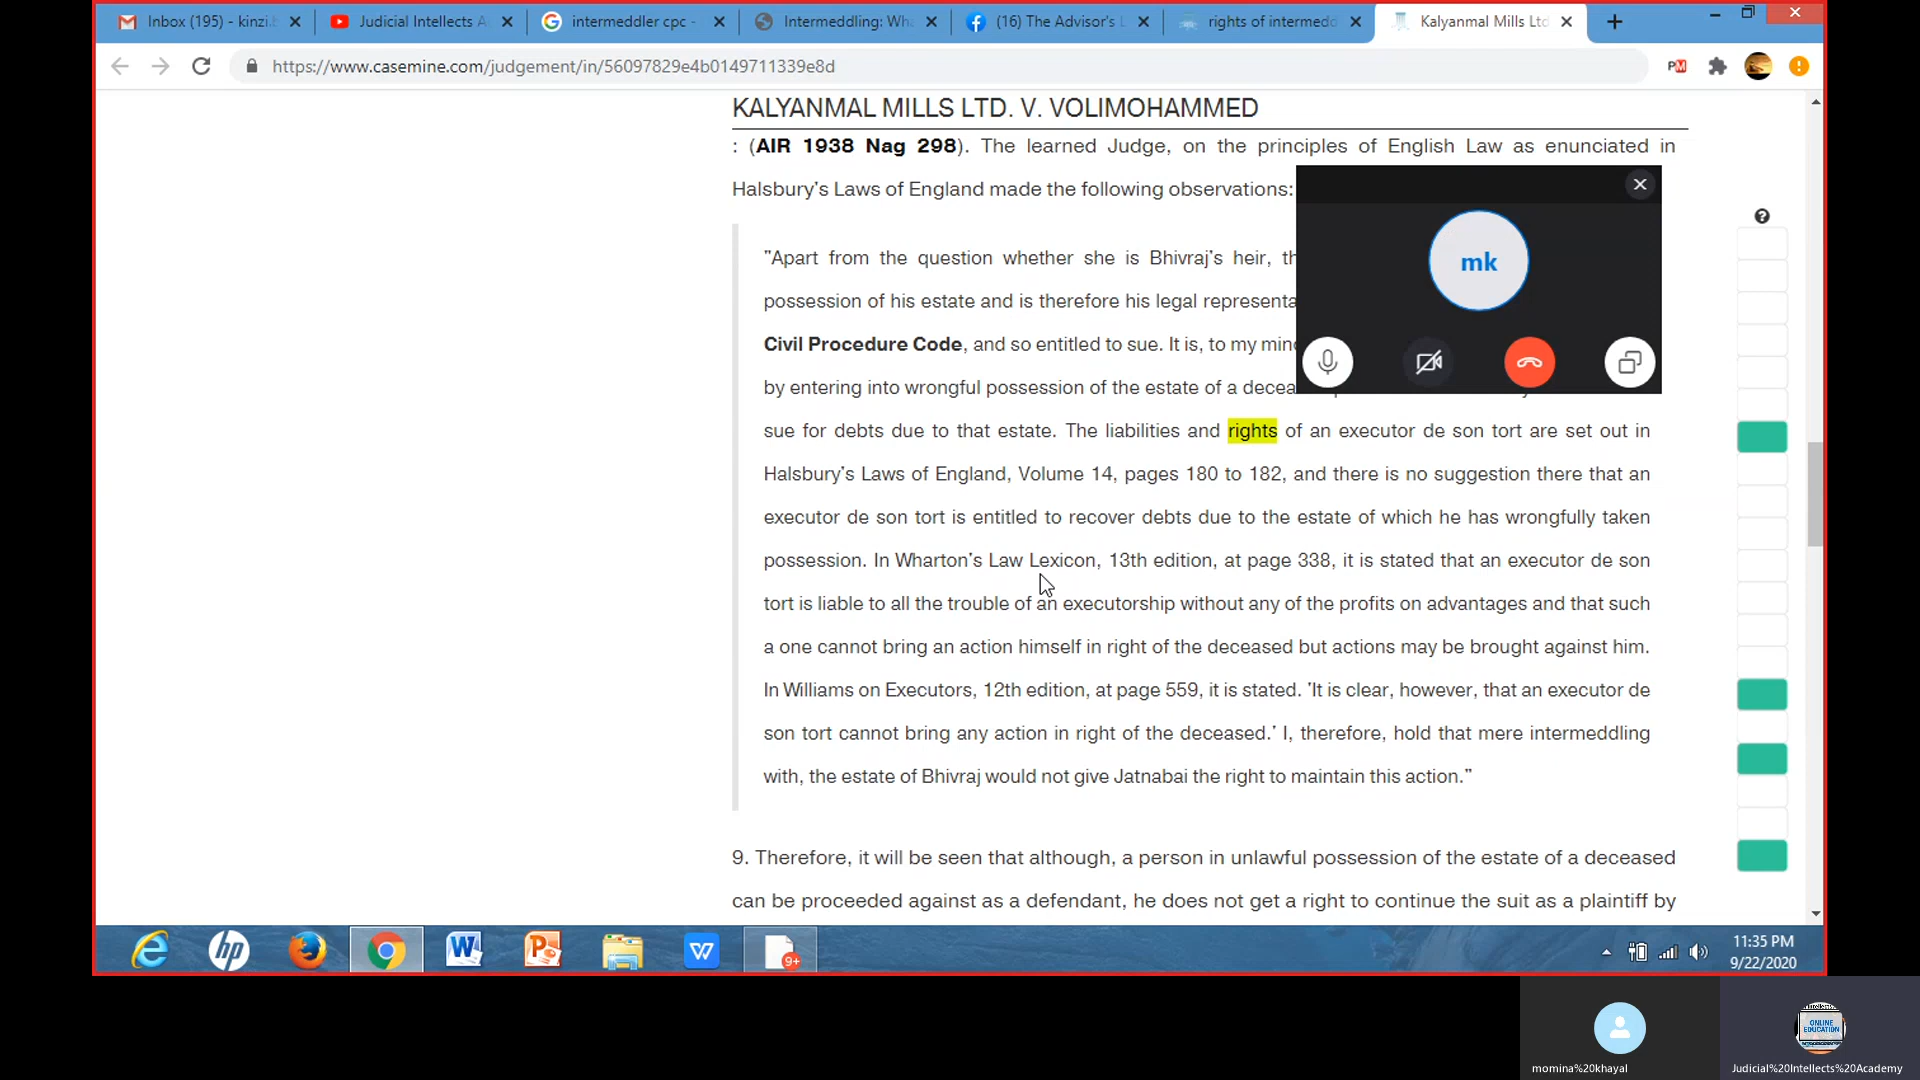 Inbox (195) - kinzi.
Judicial Intellects A
intermeddler cpc -
Intermeddling: Wha
(16) The Advisor's L
rights of intermedd
Kalyanmal Mills Ltd
https://www.casemine.com/judgement/in/56097829e4b0149711339e8d
KALYANMAL MILLS LTD. V. VOLIMOHAMMED
: (AIR 1938 Nag 298). The learned Judge, on the principles of English Law as enunciated in
Halsbury's Laws of England made the following observations:
"Apart from the question whether she is Bhivraj's heir, th
possession of his estate and is therefore his legal representa
Civil Procedure Code, and so entitled to sue. It is, to my mind
by entering into wrongful possession of the estate of a decea
sue for debts due to that estate. The liabilities and rights of an executor de son tort are set out in
Halsbury's Laws of England, Volume 14, pages 180 to 182, and there is no suggestion there that an
executor de son tort is entitled to recover debts due to the estate of which he has wrongfully taken
possession. In Wharton's Law Lexicon, 13th edition, at page 338, it is stated that an executor de son
tort is liable to all the trouble of an executorship without any of the profits on advantages and that such
a one cannot bring an action himself in right of the deceased but actions may be brought against him.
In Williams on Executors, 12th edition, at page 559, it is stated. 'It is clear, however, that an executor de
son tort cannot bring any action in right of the deceased.' I, therefore, hold that mere intermeddling
with, the estate of Bhivraj would not give Jatnabai the right to maintain this action."
9. Therefore, it will be seen that although, a person in unlawful possession of the estate of a deceased
can be proceeded against as a defendant, he does not get a right to continue the suit as a plaintiff by
mk
9+
11:35 PM
9/22/2020
ONLINE
EDUCATION
momina%20khayal
Judicial%20Intellects%20Academy